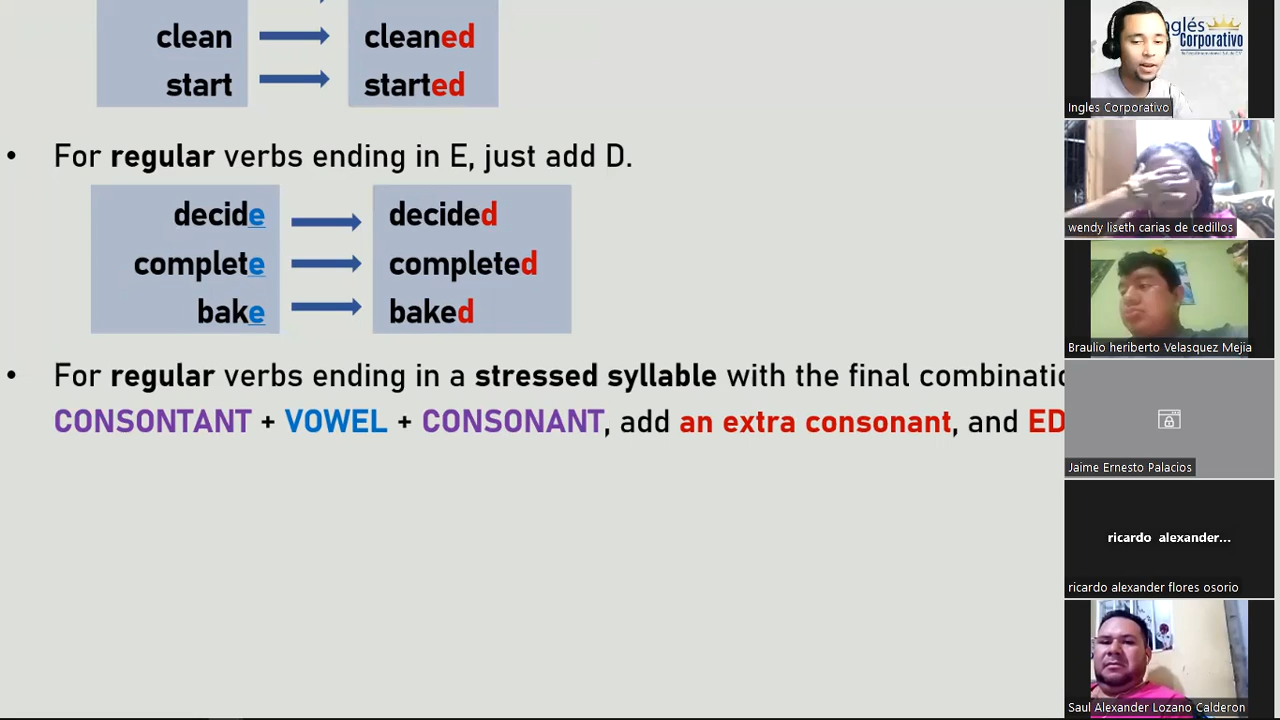 clean
cleaned
start
started
• For regular verbs ending in E, just add D.
decide
decided
complete
completed
bake
baked
• For regular verbs ending in a stressed syllable with the final combinatio
CONSONTANT + VOWEL + CONSONANT, add an extra consonant, and ED
nglés
Corporativo
Ingles Corporativo
wendy liseth carias de cedillos
Braulio heriberto Velasquez Mejia
Jaime Ernesto Palacios
ricardo alexander...
ricardo alexander flores osorio
Saul Alexander Lozano Calderon